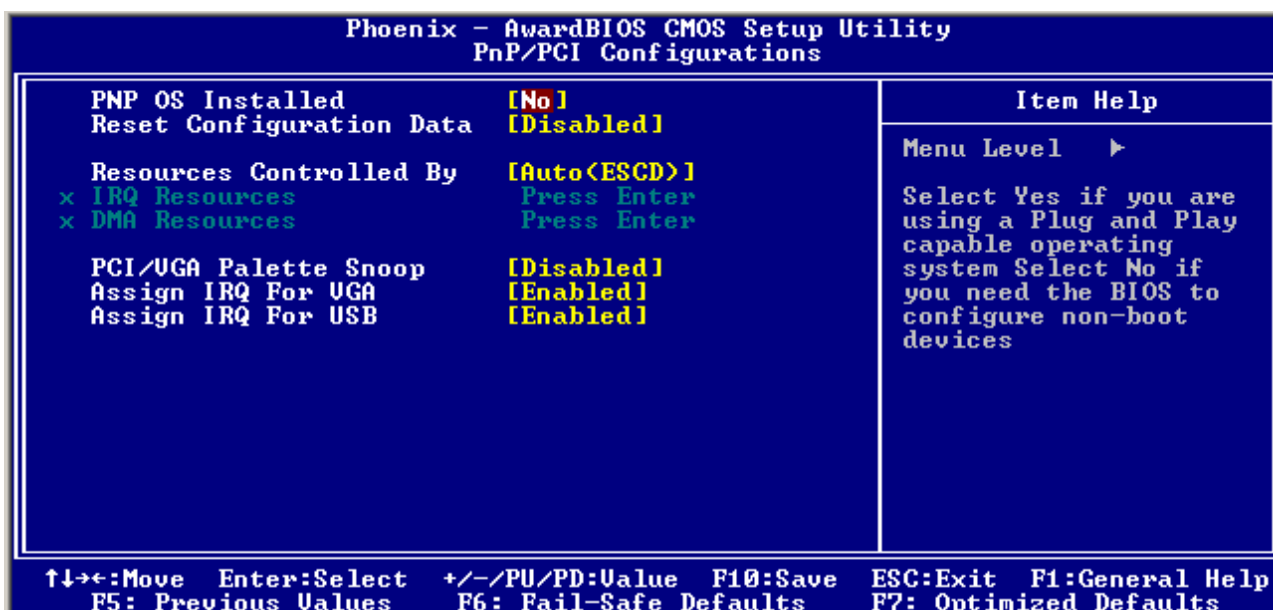 Phoenix - AwardBIOS CMOS Setup Utility
PnP/PCI Configurations
PNP OS Installed [No]
Reset Configuration Data [Disabled]
Resources Controlled By [Auto(ESCD)]
x IRQ Resources Press Enter
x DMA Resources Press Enter
PCI/VGA Palette Snoop [Disabled]
Assign IRQ For VGA [Enabled]
Assign IRQ For USB [Enabled]
Item Help
Menu Level ►
Select Yes if you are
using a Plug and Play
capable operating
system Select No if
you need the BIOS to
configure non-boot
devices
↑↓→←:Move Enter:Select +/-/PU/PD:Value F10:Save ESC:Exit F1:General Help
F5: Previous Values F6: Fail-Safe Defaults F7: Optimized Defaults